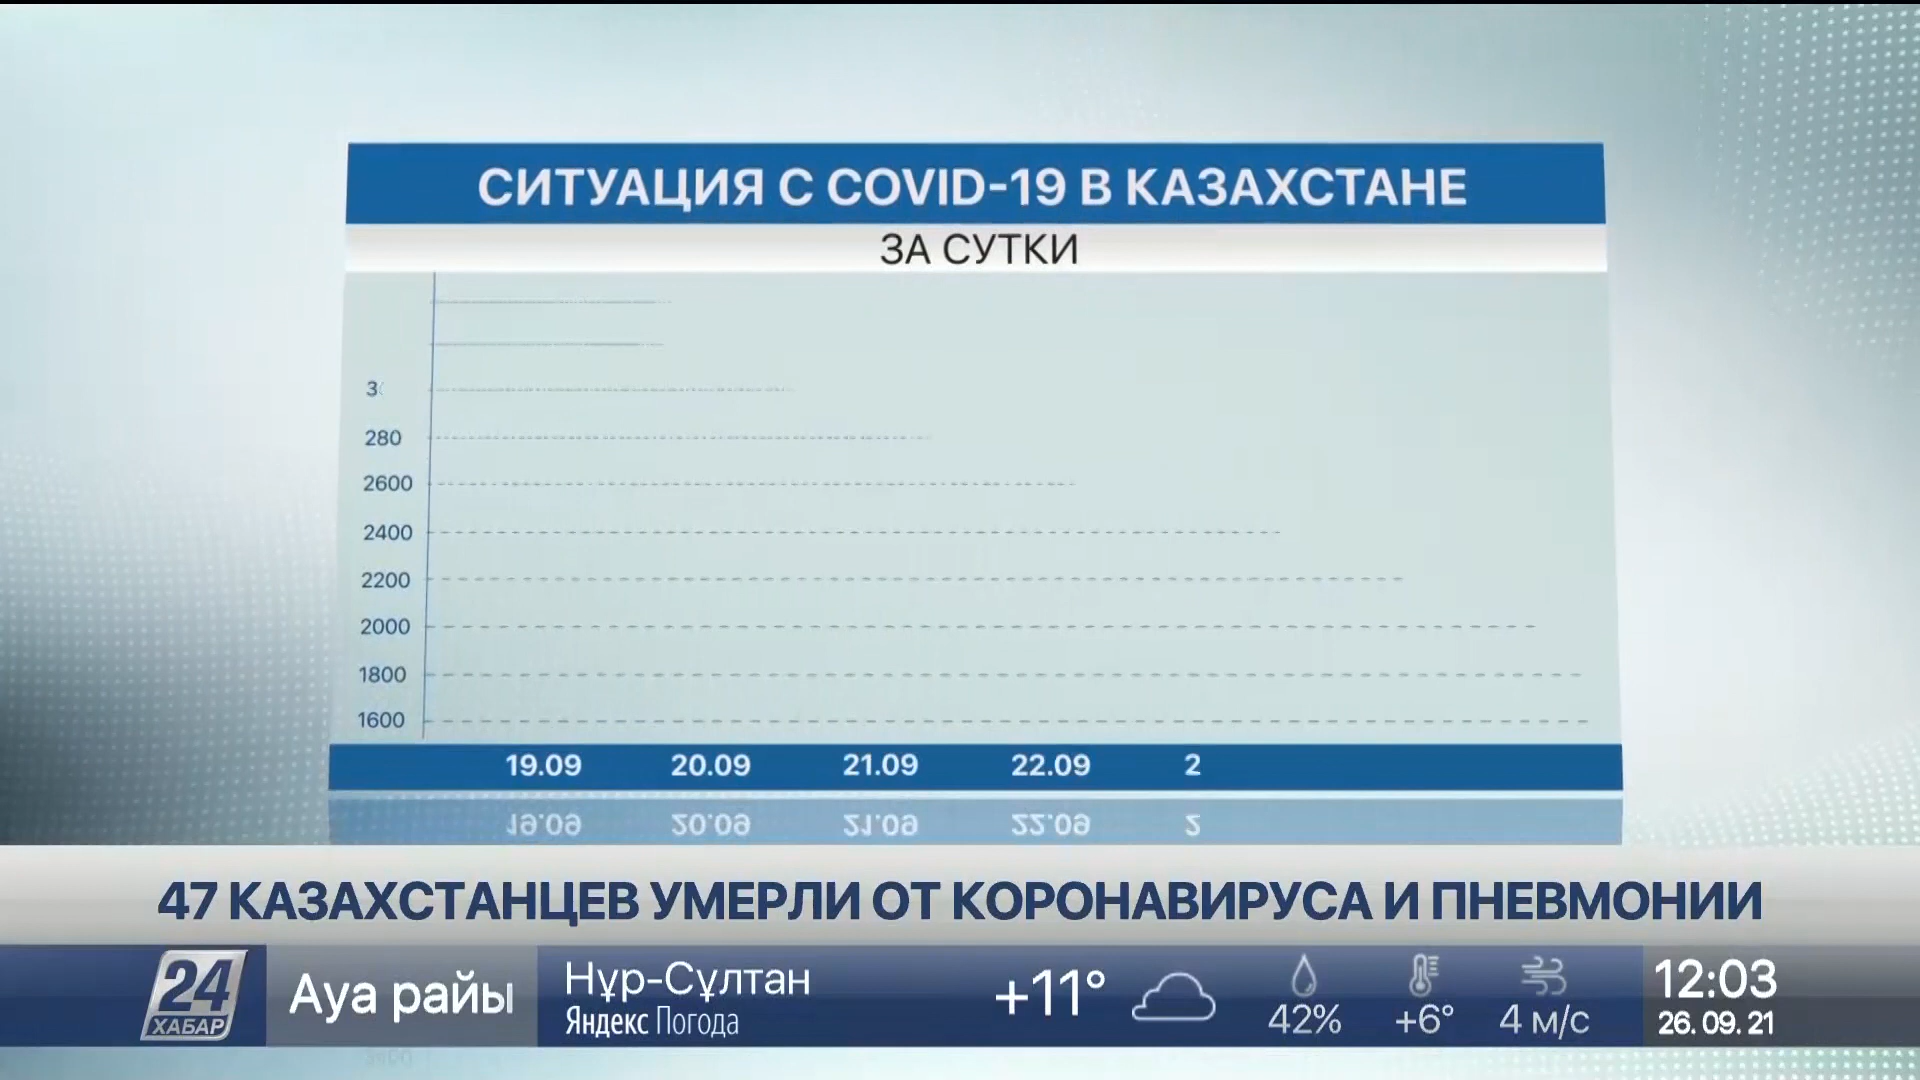 СИТУАЦИЯ С COVID-19 В КАЗАХСТАНЕ
ЗА СУТКИ
3
280
2600
2400
2200
2000
1800
1600
19.09 20.09 21.09 22.09 2
47 КАЗАХСТАНЦЕВ УМЕРЛИ ОТ КОРОНАВИРУСА И ПНЕВМОНИИ
24 ХАБАР
Ауа райы
Нұр-Сұлтан
Яндекс Погода
+11°
42%
+6°
4 м/с
12:03
26. 09. 21